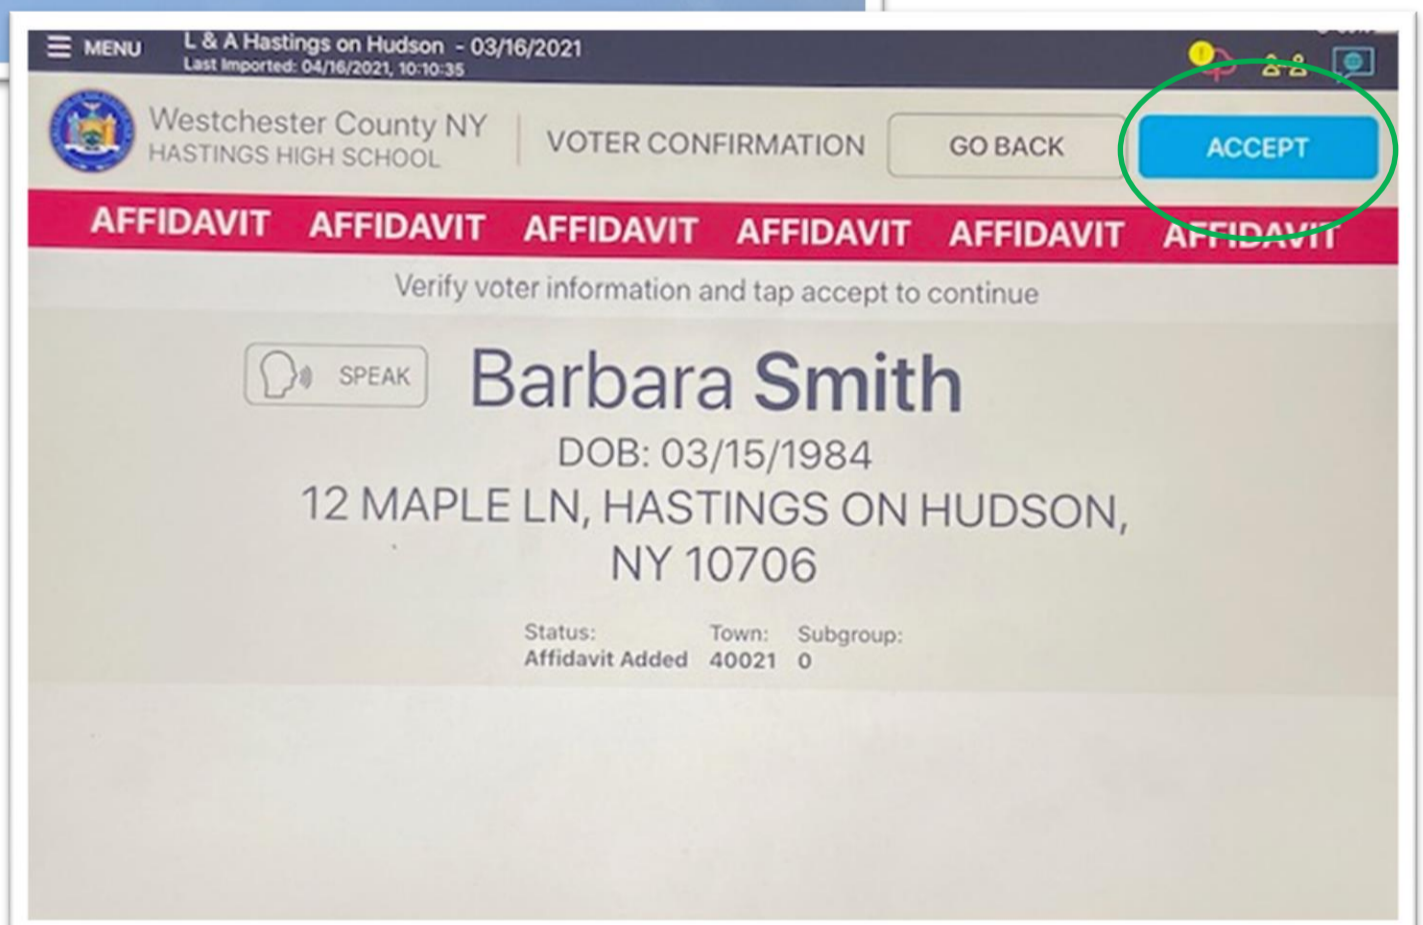 MENU
L & A Hastings on Hudson - 03/16/2021
Last Imported: 04/16/2021, 10:10:35
Westchester County NY
HASTINGS HIGH SCHOOL
VOTER CONFIRMATION
GO BACK
ACCEPT
AFFIDAVIT AFFIDAVIT AFFIDAVIT AFFIDAVIT AFFIDAVIT AFFIDAVIT
Verify voter information and tap accept to continue
SPEAK
Barbara Smith
DOB: 03/15/1984
12 MAPLE LN, HASTINGS ON HUDSON,
NY 10706
Status: Town: Subgroup:
Affidavit Added 40021 0